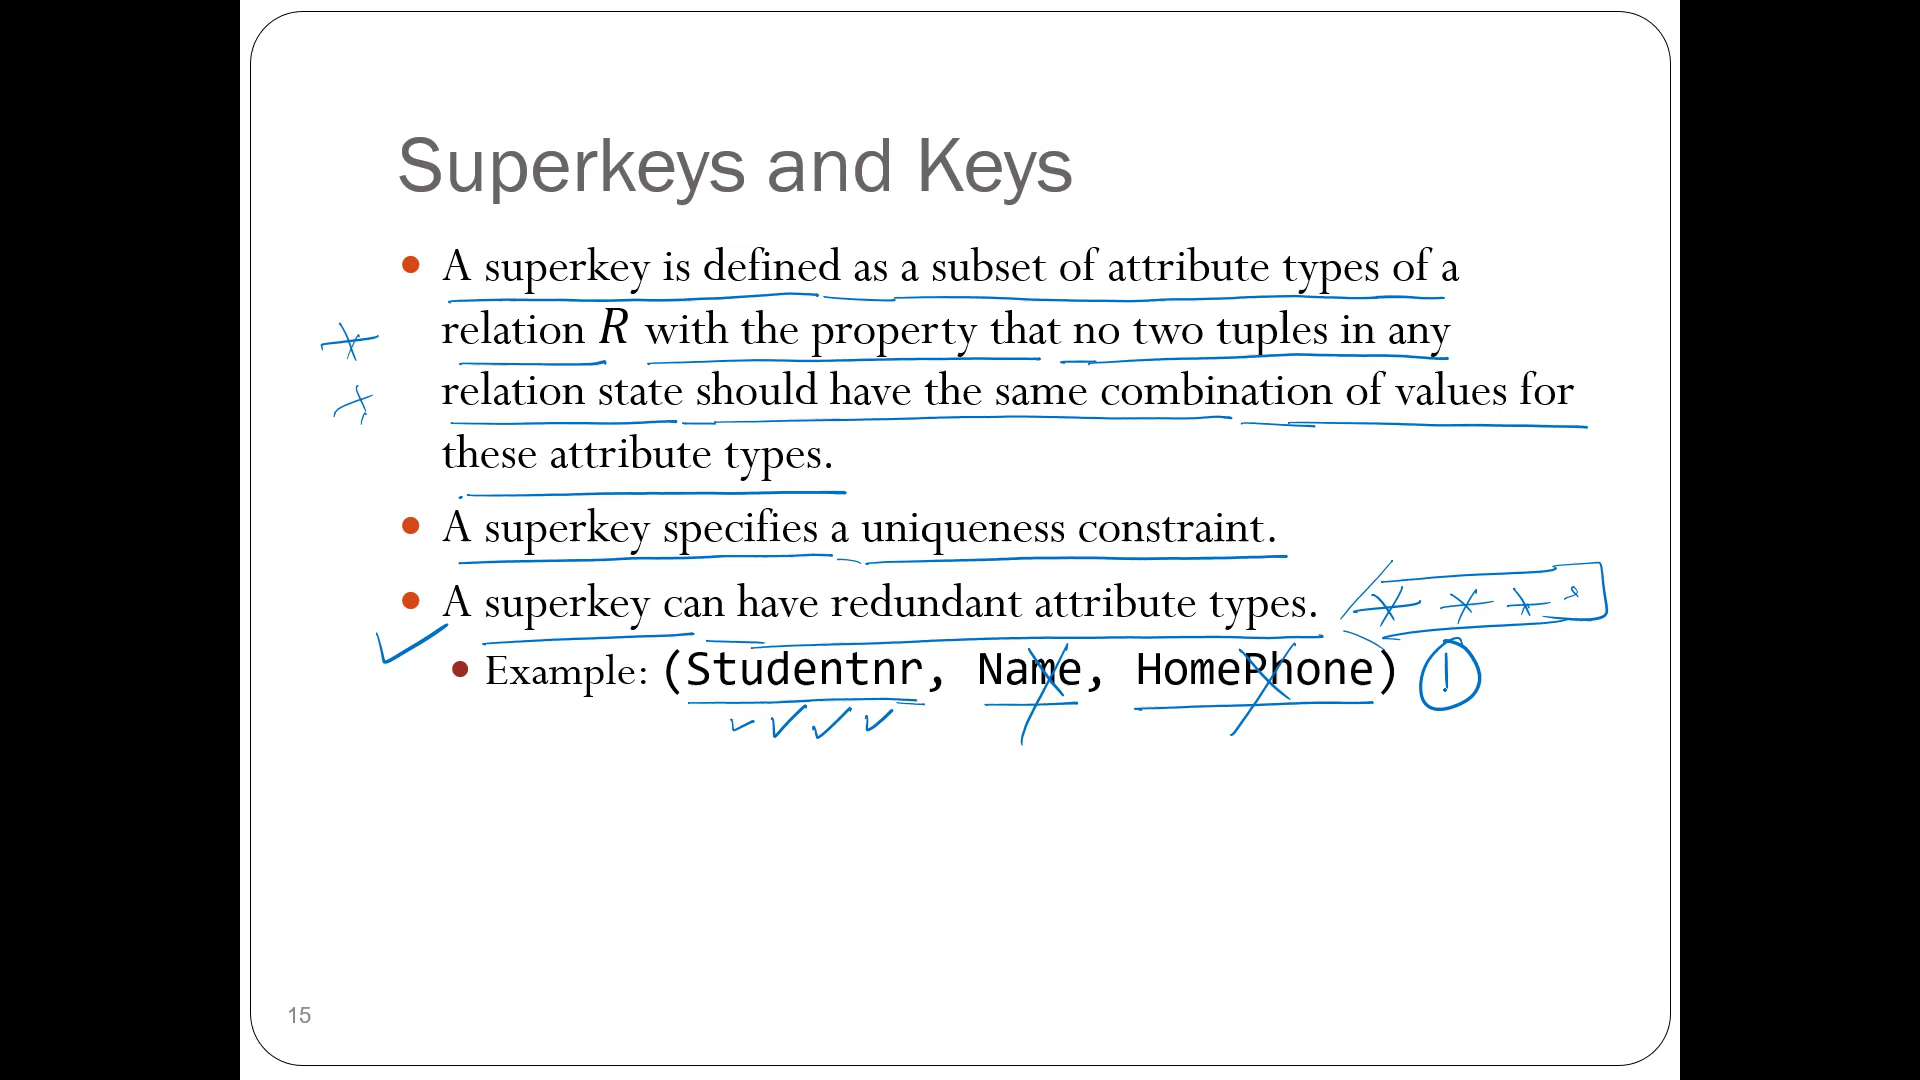 Superkeys and Keys
• A superkey is defined as a subset of attribute types of a
relation R with the property that no two tuples in any
relation state should have the same combination of values for
these attribute types.
• A superkey specifies a uniqueness constraint.
• A superkey can have redundant attribute types.
• Example: (Studentnr, Name, HomePhone) 1
15